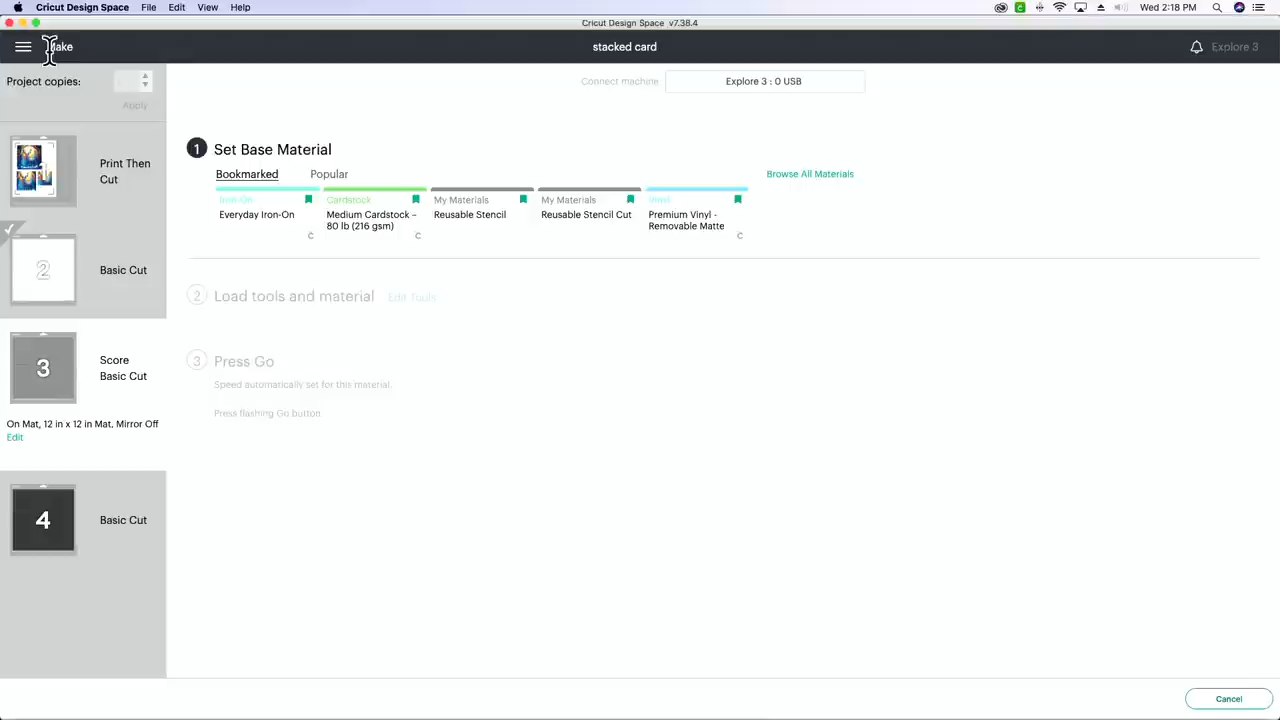 Cricut Design Space File Edit View Help Wed 2:18 PM
Cricut Design Space v7.38.4
stacked card Explore 3
Project copies: Connect machine Explore 3 : 0 USB
Apply
1 Set Base Material
Bookmarked Popular Browse All Materials
Print Then
Cut
Iron-On Cardstock My Materials My Materials Vinyl
Everyday Iron-On Medium Cardstock – Reusable Stencil Reusable Stencil Cut Premium Vinyl -
80 lb (216 gsm) Removable Matte
C C C
2 Basic Cut
2 Load tools and material Edit Tools
3 Score
Basic Cut
3 Press Go
Speed automatically set for this material.
Press flashing Go button.
On Mat, 12 in x 12 in Mat, Mirror Off
Edit
4 Basic Cut
Cancel